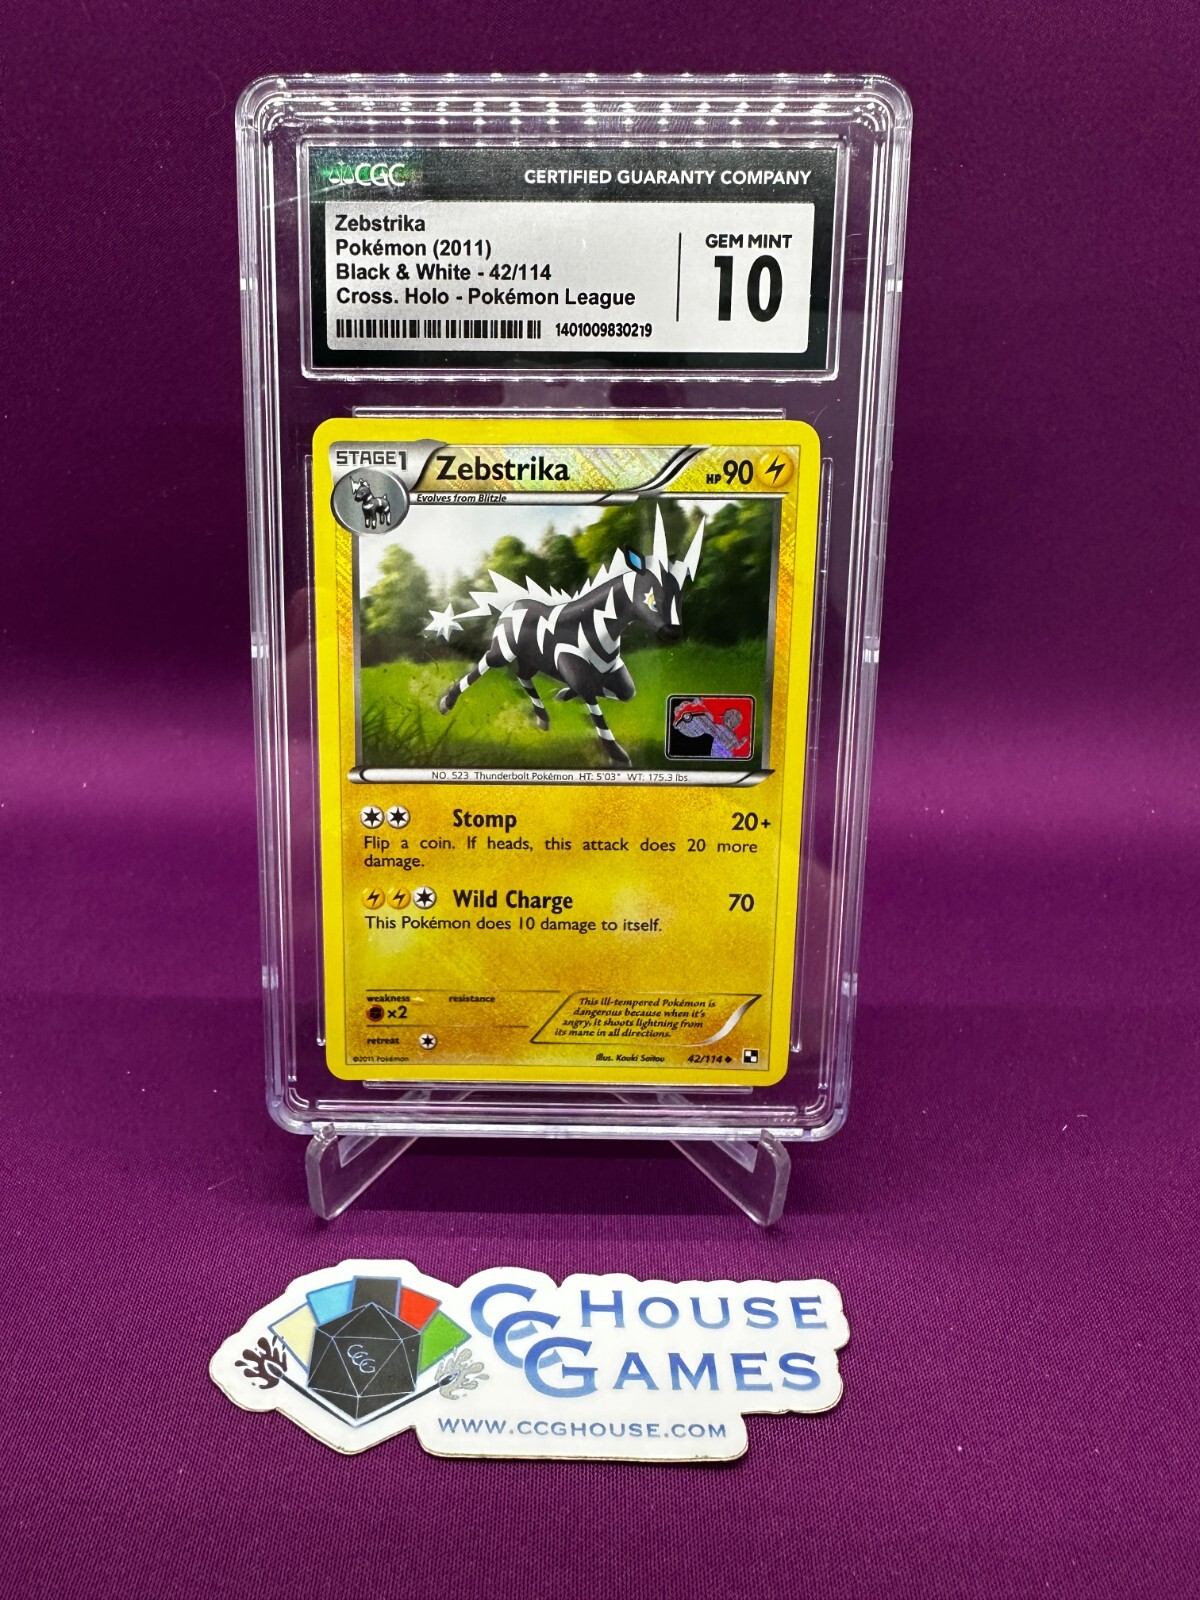 CGC
CERTIFIED GUARANTY COMPANY
Zebstrika
Pokémon (2011)
Black & White - 42/114
Cross. Holo - Pokémon League
1401009830219
GEM MINT
10
STAGE1
Zebstrika
HP90
Evolves from Blitzle
NO. 523 Thunderbolt Pokémon HT: 5'03" WT: 175.3 lbs
Stomp 20+
Flip a coin. If heads, this attack does 20 more
damage.
Wild Charge 70
This Pokémon does 10 damage to itself.
weakness
resistance
×2
retreat
This ill-tempered Pokémon is
dangerous because when it's
angry, it shoots lightning from
its mane in all directions.
©2011 Pokémon
Illus. Kouki Saitou
42/114
CCG
CCG HOUSE
GAMES
WWW.CCGHOUSE.COM